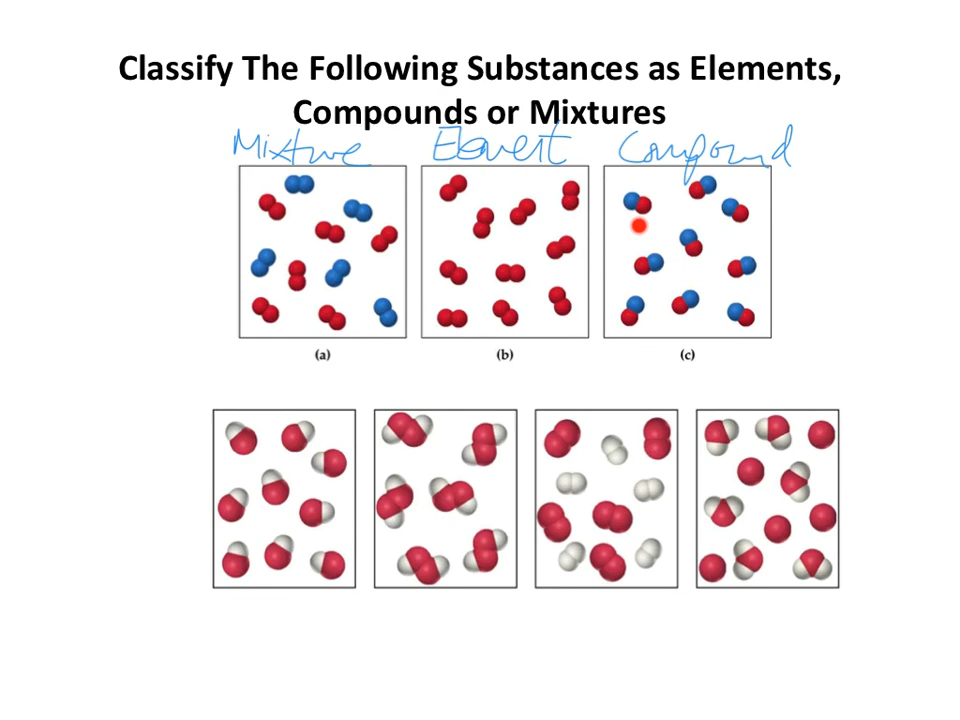 Classify The Following Substances as Elements,
Compounds or Mixtures
Mixture Element Compound
(a) (b) (c)